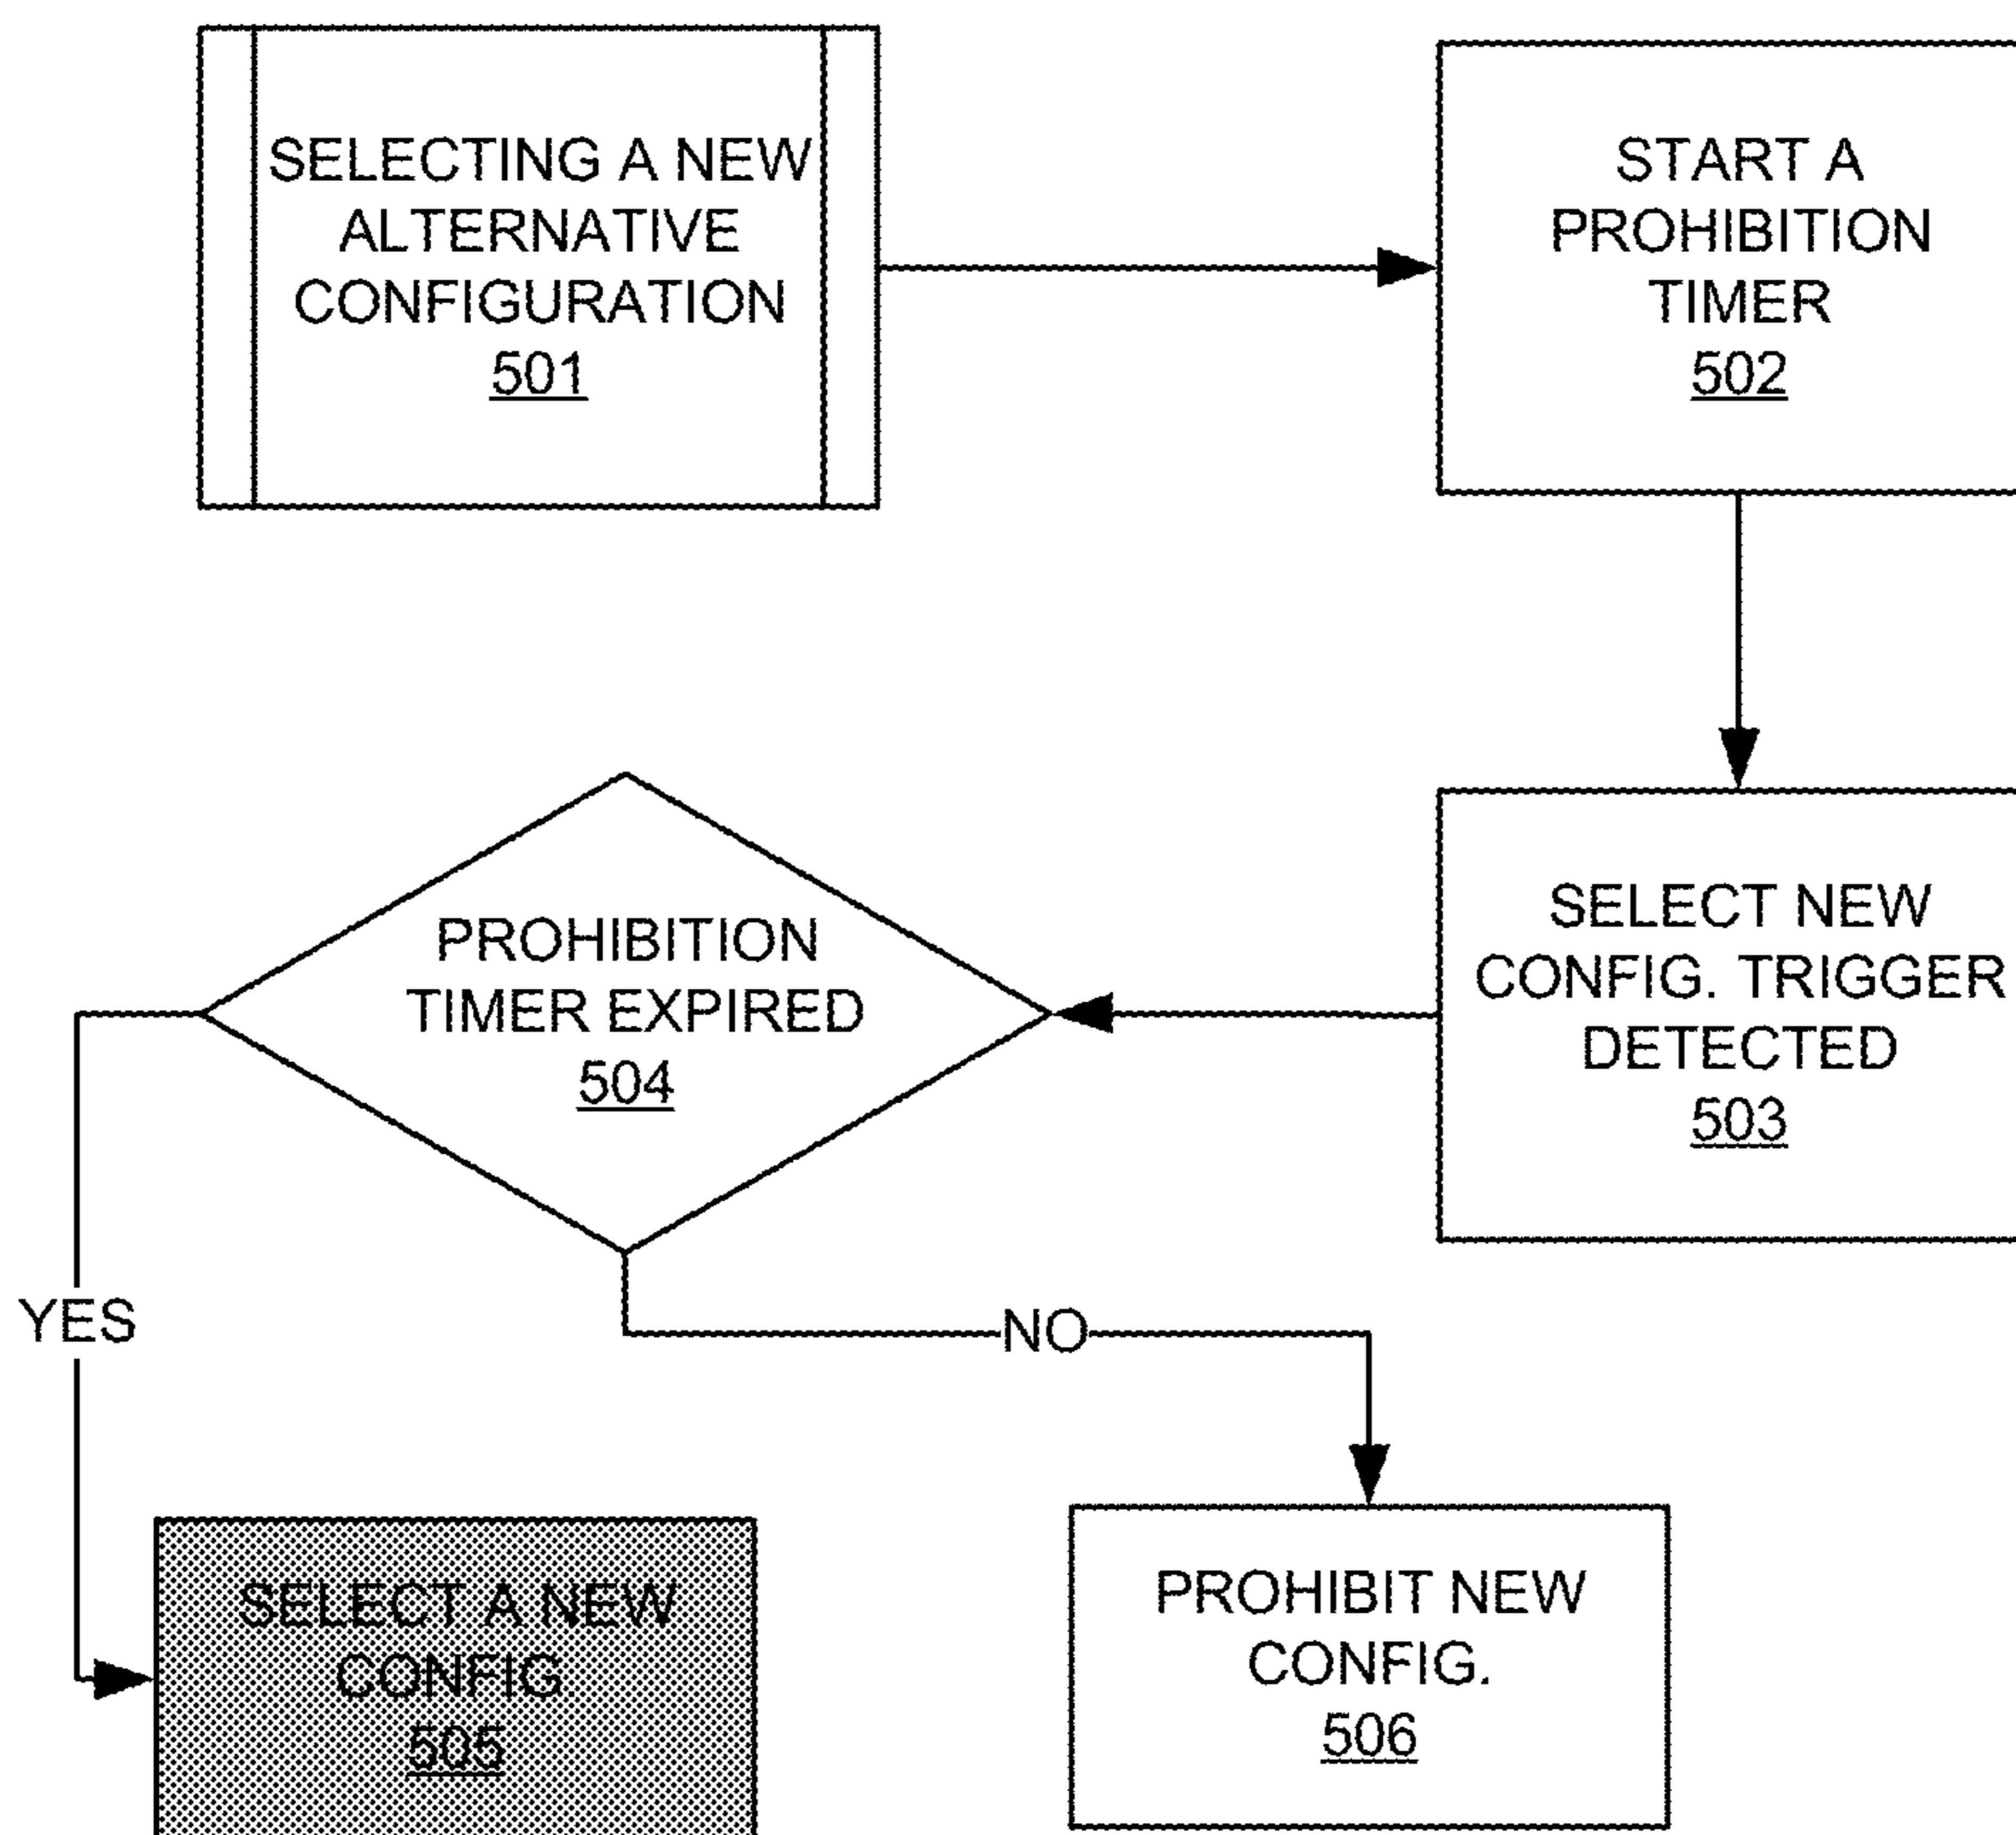 SELECTING A NEW
ALTERNATIVE
CONFIGURATION
501
START A
PROHIBITION
TIMER
502
SELECT NEW
CONFIG. TRIGGER
DETECTED
503
PROHIBITION
TIMER EXPIRED
504
YES
NO
SELECT A NEW
CONFIG
505
PROHIBIT NEW
CONFIG.
506